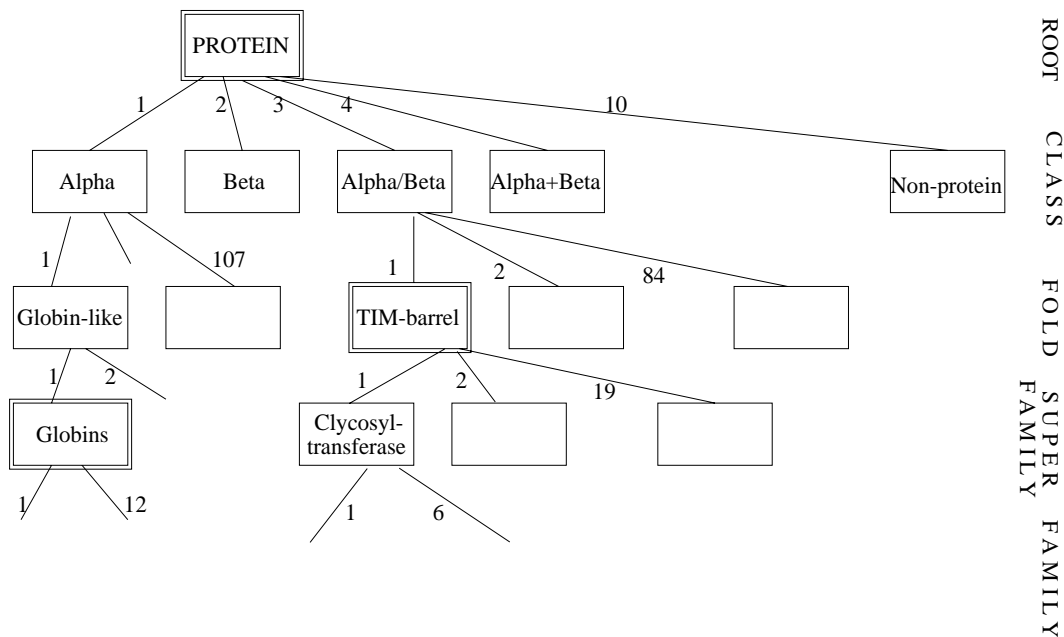 PROTEIN
ROOT
1 2 3 4 10
Alpha
Beta
Alpha/Beta
Alpha+Beta
Non-protein
CLASS
1 107 1 2 84
Globin-like
TIM-barrel
FOLD
1 2 1 2 19
Globins
Clycosyl-
transferase
SUPER
FAMILY
1 12 1 6
FAMILY